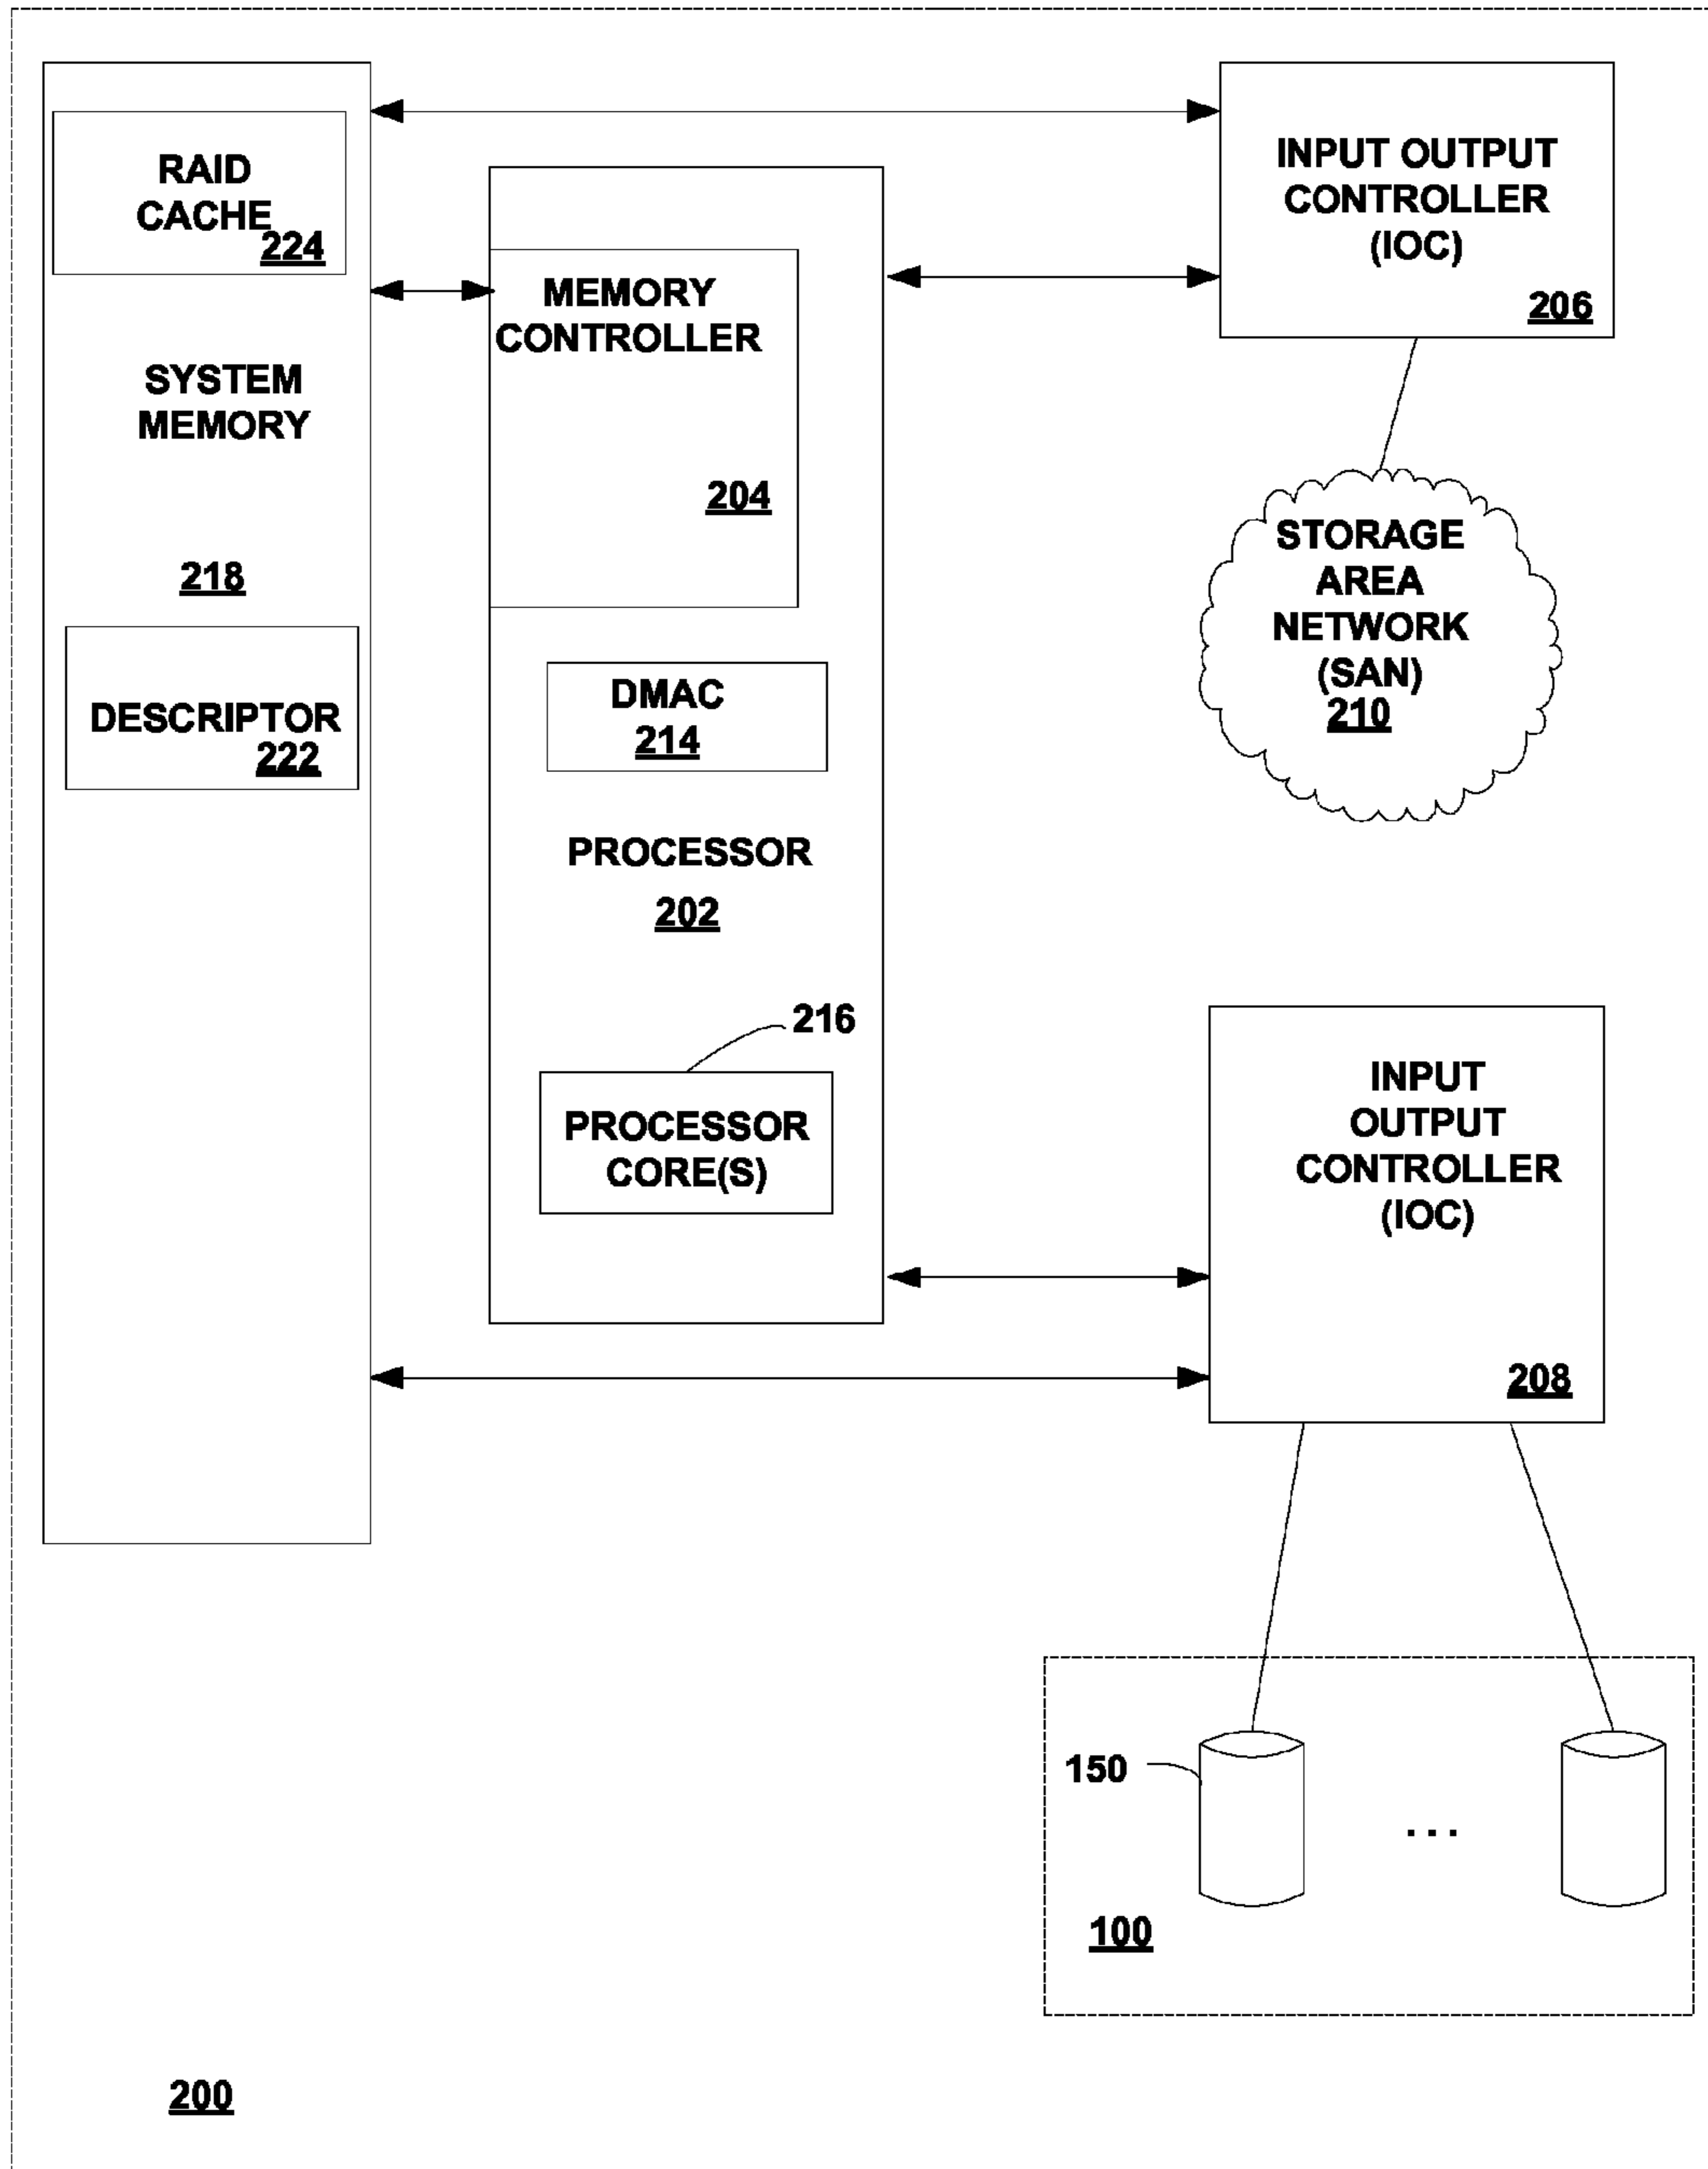 RAID
CACHE
224
SYSTEM
MEMORY
218
DESCRIPTOR
222
MEMORY
CONTROLLER
204
DMAC
214
PROCESSOR
202
216
PROCESSOR
CORE(S)
INPUT OUTPUT
CONTROLLER
(IOC)
206
STORAGE
AREA
NETWORK
(SAN)
210
INPUT
OUTPUT
CONTROLLER
(IOC)
208
150
...
100
200